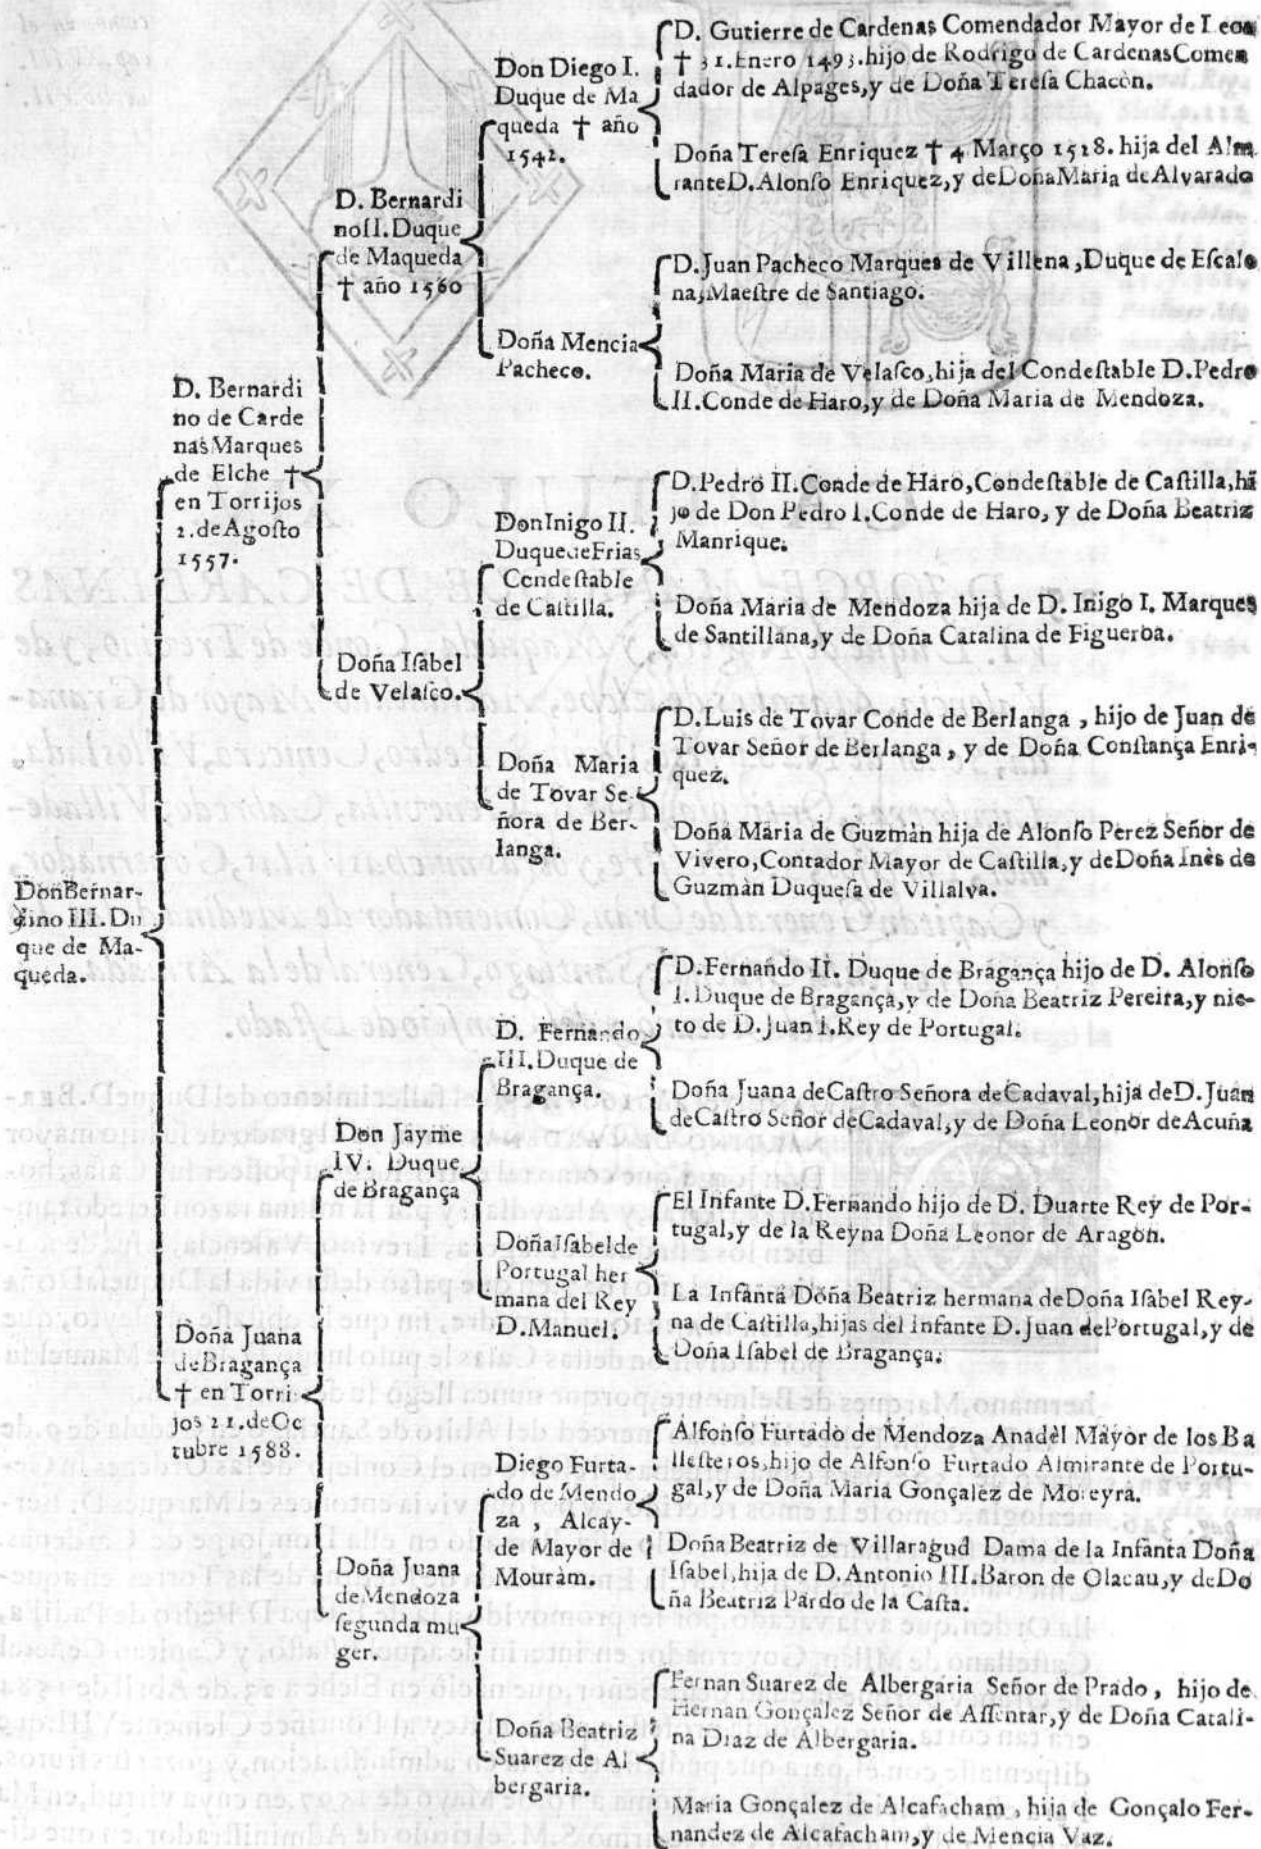 Don Bernar-
dino III. Du
que de Ma-
queda.
D. Bernardi
no de Carde
nas Marques
de Elche †
en Torrijos
2. de Agosto
1557.
Doña Juana
de Bragança
† en Torri-
jos 21. de Oc
tubre 1588.
D. Bernardi
no II. Duque
de Maqueda
† año 1560
Doña Isabel
de Velasco.
Don Jayme
IV. Duque
de Bragança
Doña Juana
de Mendoza
segunda mu-
ger.
Don Diego I.
Duque de Ma
queda † año
1542.
Doña Mencia
Pacheco.
Don Inigo II.
Duque de Frias
Condestable
de Castilla.
Doña Maria
de Tovar Se-
ñora de Ber-
langa.
D. Fernando
III. Duque de
Bragança.
Doña Isabel de
Portugal her
mana del Rey
D. Manuel.
Diego Furta-
do de Mendo
za, Alcay-
de Mayor de
Mouràm.
Doña Beatriz
Suarez de Al
bergaria.
D. Gutierre de Cardenas Comendador Mayor de Leon
† 31. Enero 1493. hijo de Rodrigo de Cardenas Comen
dador de Alpages, y de Doña Teresa Chacòn.
Doña Teresa Enriquez † 4 Março 1518. hija del Alm
rante D. Alonso Enriquez, y de Doña Maria de Alvarado
D. Juan Pacheco Marques de Villena, Duque de Escalo
na, Maestre de Santiago.
Doña Maria de Velasco, hija del Condestable D. Pedro
II. Conde de Haro, y de Doña Maria de Mendoza.
D. Pedro II. Conde de Haro, Condestable de Castilla, hi
jo de Don Pedro I. Conde de Haro, y de Doña Beatriz
Manrique.
Doña Maria de Mendoza hija de D. Inigo I. Marques
de Santillana, y de Doña Catalina de Figueroa.
D. Luis de Tovar Conde de Berlanga, hijo de Juan de
Tovar Señor de Berlanga, y de Doña Constança Enri-
quez.
Doña Maria de Guzmàn hija de Alonso Perez Señor de
Vivero, Contador Mayor de Castilla, y de Doña Inès de
Guzmàn Duquesa de Villalva.
D. Fernando II. Duque de Bragança hijo de D. Alonso
I. Duque de Bragança, y de Doña Beatriz Pereira, y nie-
to de D. Juan I. Rey de Portugal.
Doña Juana de Castro Señora de Cadaval, hija de D. Juan
de Castro Señor de Cadaval, y de Doña Leonor de Acuña
El Infante D. Fernando hijo de D. Duarte Rey de Por-
tugal, y de la Reyna Doña Leonor de Aragòn.
La Infanta Doña Beatriz hermana de Doña Isabel Rey-
na de Castilla, hijas del Infante D. Juan de Portugal, y de
Doña Isabel de Bragança.
Alfonso Furtado de Mendoza Anadèl Mayor de los Ba
llesteros, hijo de Alfonso Furtado Almirante de Portu-
gal, y de Doña Maria Gonçalez de Moreyra.
Doña Beatriz de Villaragud Dama de la Infanta Doña
Isabel, hija de D. Antonio III. Baron de Olacau, y de Do
ña Beatriz Pardo de la Casta.
Fernan Suarez de Albergaria Señor de Prado, hijo de
Hernan Gonçalez Señor de Assentar, y de Doña Catali-
na Diaz de Albergaria.
Maria Gonçalez de Alcafacham, hija de Gonçalo Fer-
nandez de Alcafacham, y de Mencia Vaz.